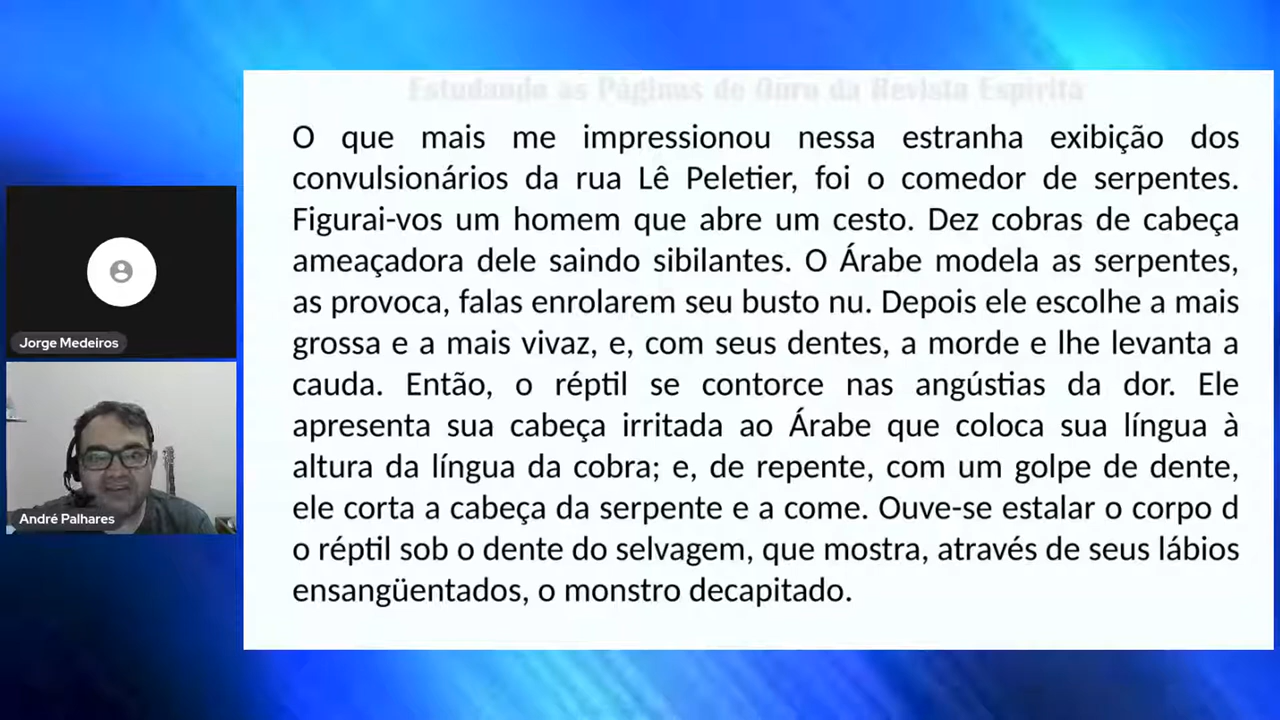 Estudando as Páginas de Ouro da Revista Espírita
O que mais me impressionou nessa estranha exibição dos
convulsionários da rua Lê Peletier, foi o comedor de serpentes.
Figurai-vos um homem que abre um cesto. Dez cobras de cabeça
ameaçadora dele saindo sibilantes. O Árabe modela as serpentes,
as provoca, falas enrolarem seu busto nu. Depois ele escolhe a mais
grossa e a mais vivaz, e, com seus dentes, a morde e lhe levanta a
cauda. Então, o réptil se contorce nas angústias da dor. Ele
apresenta sua cabeça irritada ao Árabe que coloca sua língua à
altura da língua da cobra; e, de repente, com um golpe de dente,
ele corta a cabeça da serpente e a come. Ouve-se estalar o corpo d
o réptil sob o dente do selvagem, que mostra, através de seus lábios
ensangüentados, o monstro decapitado.
Jorge Medeiros
André Palhares